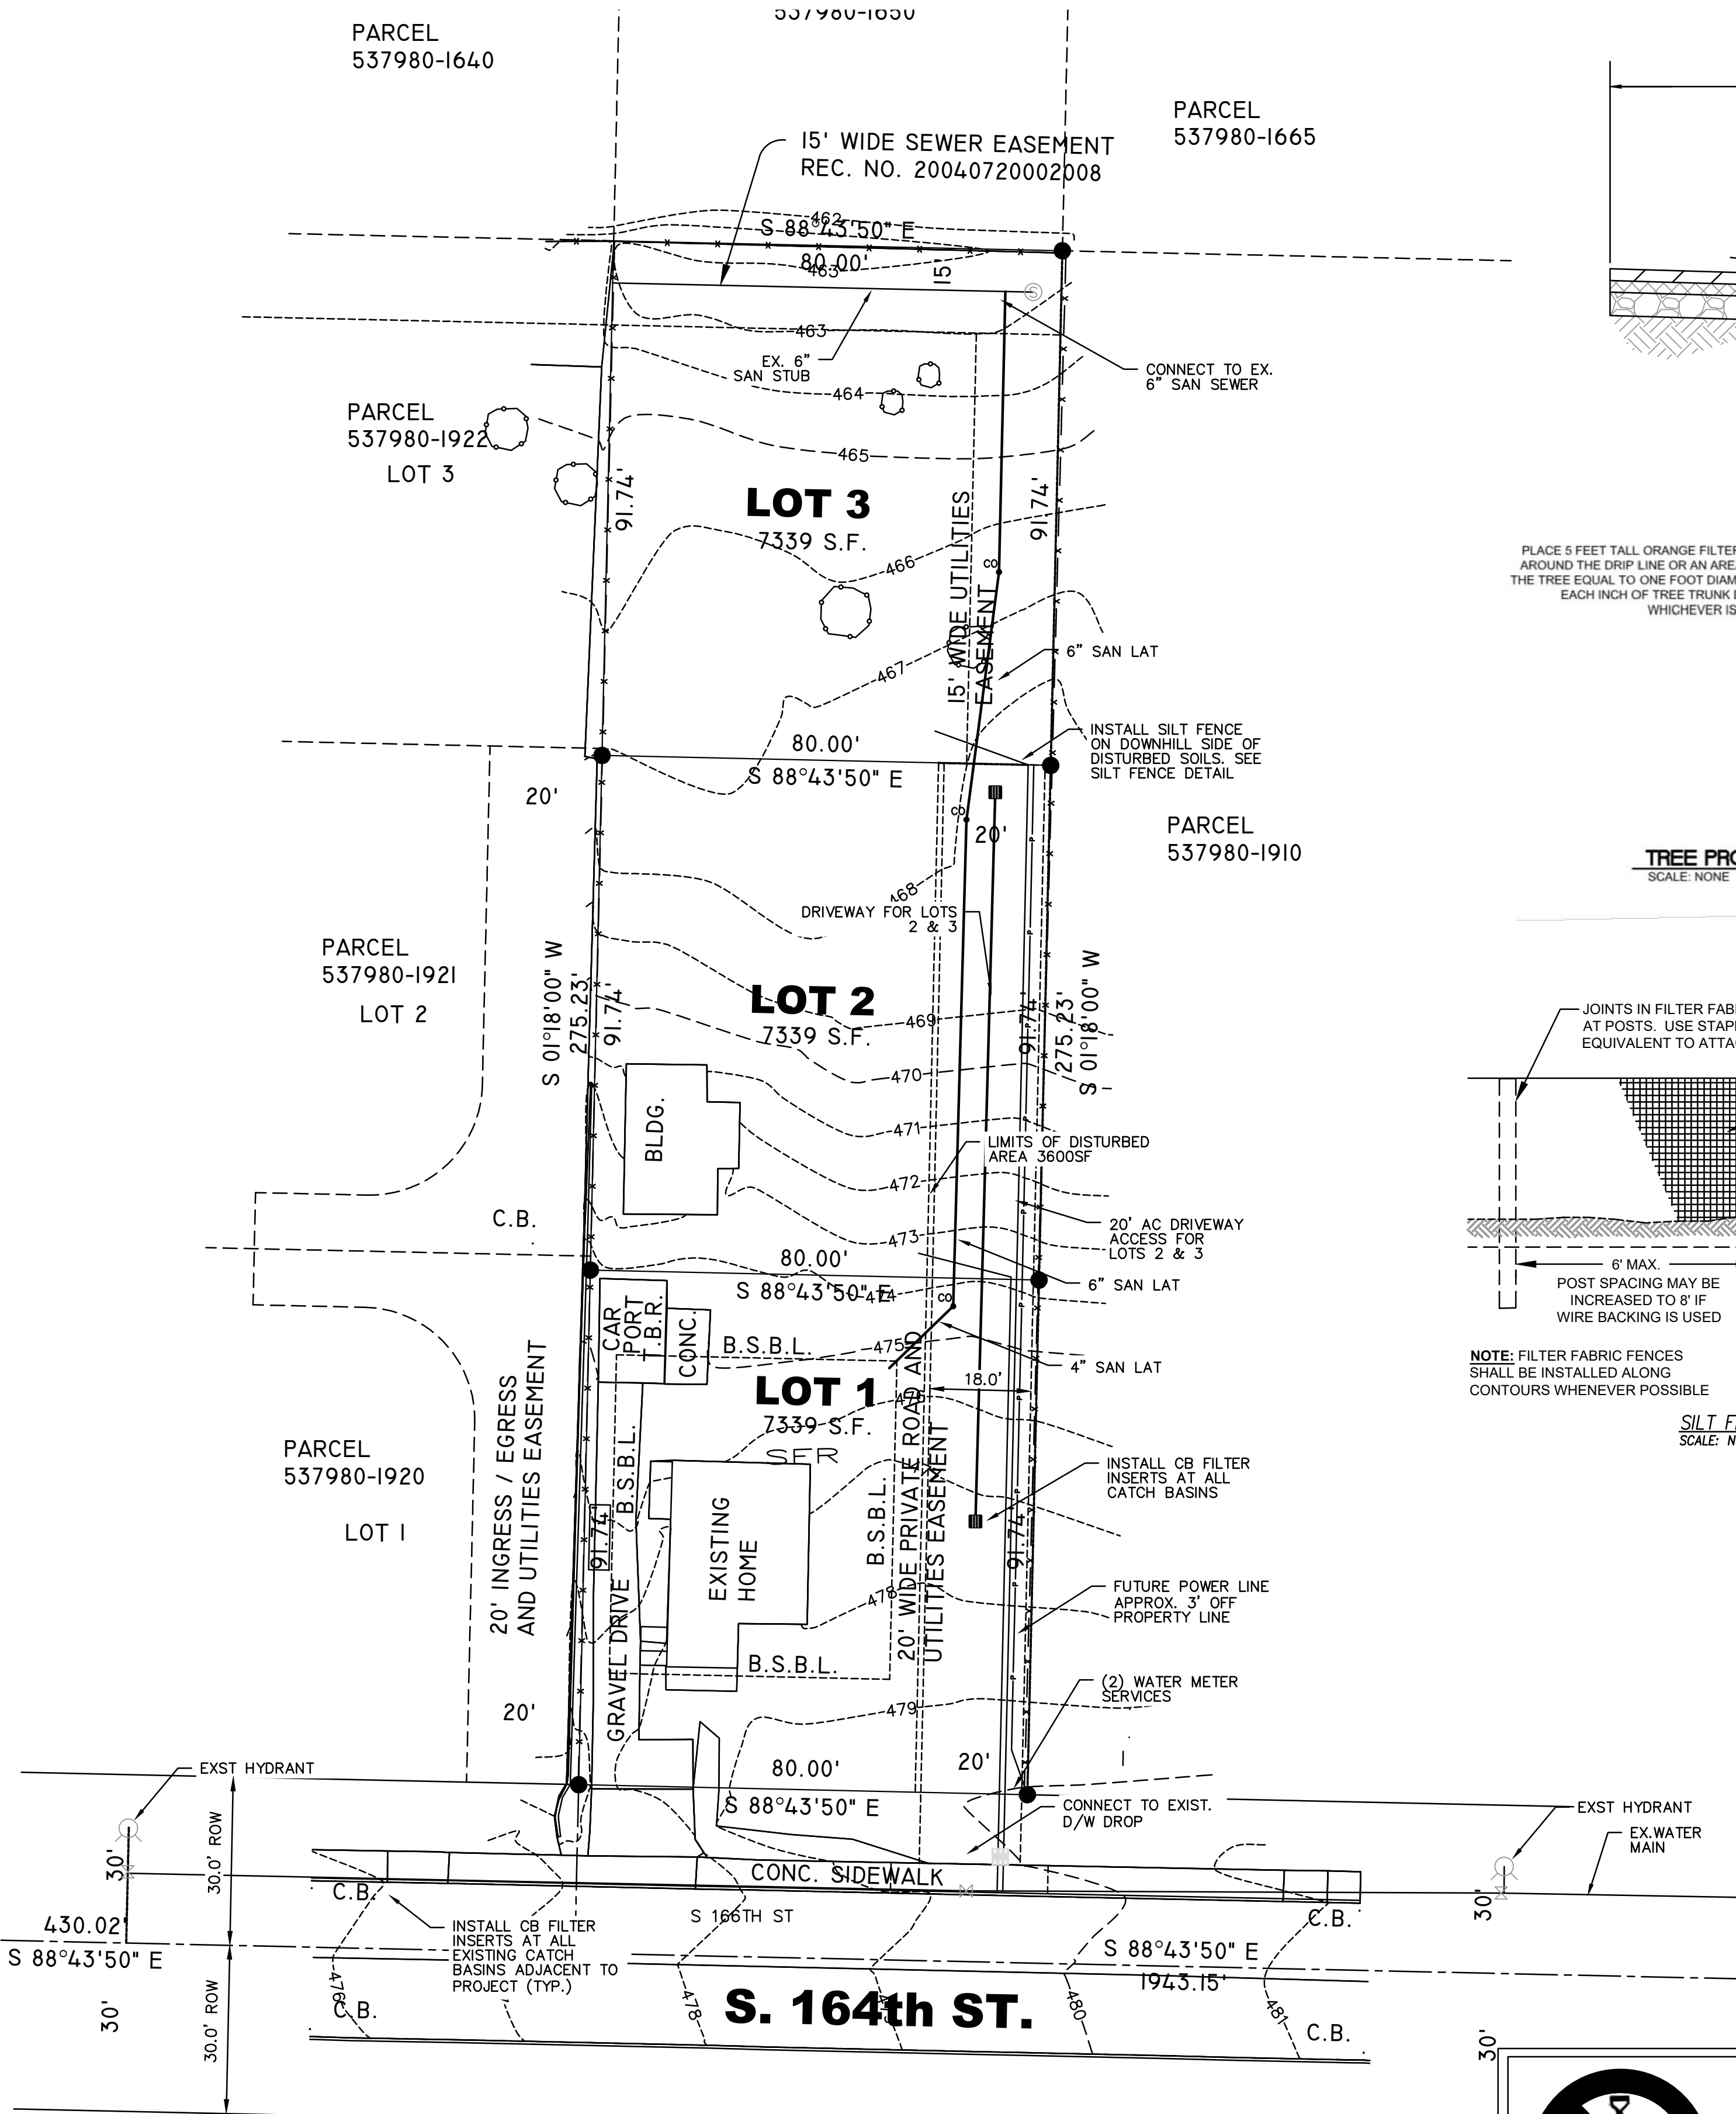 537980-1650
PARCEL
537980-1640
PARCEL
537980-1665
15' WIDE SEWER EASEMENT
REC. NO. 20040720002008
462
S 88°43'50" E
80.00'
463
15'
S
463
EX. 6"
SAN STUB
CONNECT TO EX.
6" SAN SEWER
464
PARCEL
537980-1922
LOT 3
465
91.74'
LOT 3
7339 S.F.
91.74'
466
CO
15' WIDE UTILITIES
EASEMENT
467
6" SAN LAT
PLACE 5 FEET TALL ORANGE FILTER
AROUND THE DRIP LINE OR AN AREA
THE TREE EQUAL TO ONE FOOT
EACH INCH OF TREE TRUNK
WHICHEVER IS
INSTALL SILT FENCE
ON DOWNHILL SIDE OF
DISTURBED SOILS. SEE
SILT FENCE DETAIL
80.00'
S 88°43'50" E
20'
CO
20'
PARCEL
537980-1910
TREE
SCALE: NONE
468
DRIVEWAY FOR LOTS
2 & 3
PARCEL
537980-1921
LOT 2
S 01°18'00" W
275.23'
91.74'
LOT 2
7339 S.F.
469
91.74'
275.23'
S 01°18'00" W
JOINTS IN FILTER
AT POSTS. USE
EQUIVALENT TO
470
BLDG.
471
LIMITS OF DISTURBED
AREA 3600SF
472
C.B.
20' AC DRIVEWAY
ACCESS FOR
LOTS 2 & 3
473
80.00'
S 88°43'50" E
474
CO
6" SAN LAT
6' MAX.
POST SPACING MAY BE
INCREASED TO 8' IF
WIRE BACKING IS USED
CAR
PORT
T.B.R.
CONC.
B.S.B.L.
475
4" SAN LAT
NOTE: FILTER FABRIC FENCES
SHALL BE INSTALLED ALONG
CONTOURS WHENEVER POSSIBLE
SILT
SCALE:
LOT 1
7339 S.F.
SFR
18.0'
476
PARCEL
537980-1920
LOT 1
20' INGRESS / EGRESS
AND UTILITIES EASEMENT
B.S.B.L.
91.74'
EXISTING
HOME
B.S.B.L.
20' WIDE PRIVATE ROAD AND
UTILITIES EASEMENT
INSTALL CB FILTER
INSERTS AT ALL
CATCH BASINS
91.74'
P
478
FUTURE POWER LINE
APPROX. 3' OFF
PROPERTY LINE
GRAVEL DRIVE
B.S.B.L.
(2) WATER METER
SERVICES
479
20'
80.00'
S 88°43'50" E
20'
EXST HYDRANT
CONNECT TO EXIST.
D/W DROP
EXST HYDRANT
EX.WATER
MAIN
30'
30.0' ROW
CONC. SIDEWALK
C.B.
S 166TH ST
C.B.
30'
430.02'
S 88°43'50" E
INSTALL CB FILTER
INSERTS AT ALL
EXISTING CATCH
BASINS ADJACENT TO
PROJECT (TYP.)
S 88°43'50" E
1943.15'
30'
30.0' ROW
476
C.B.
478
S. 164th ST.
480
481
C.B.
30'